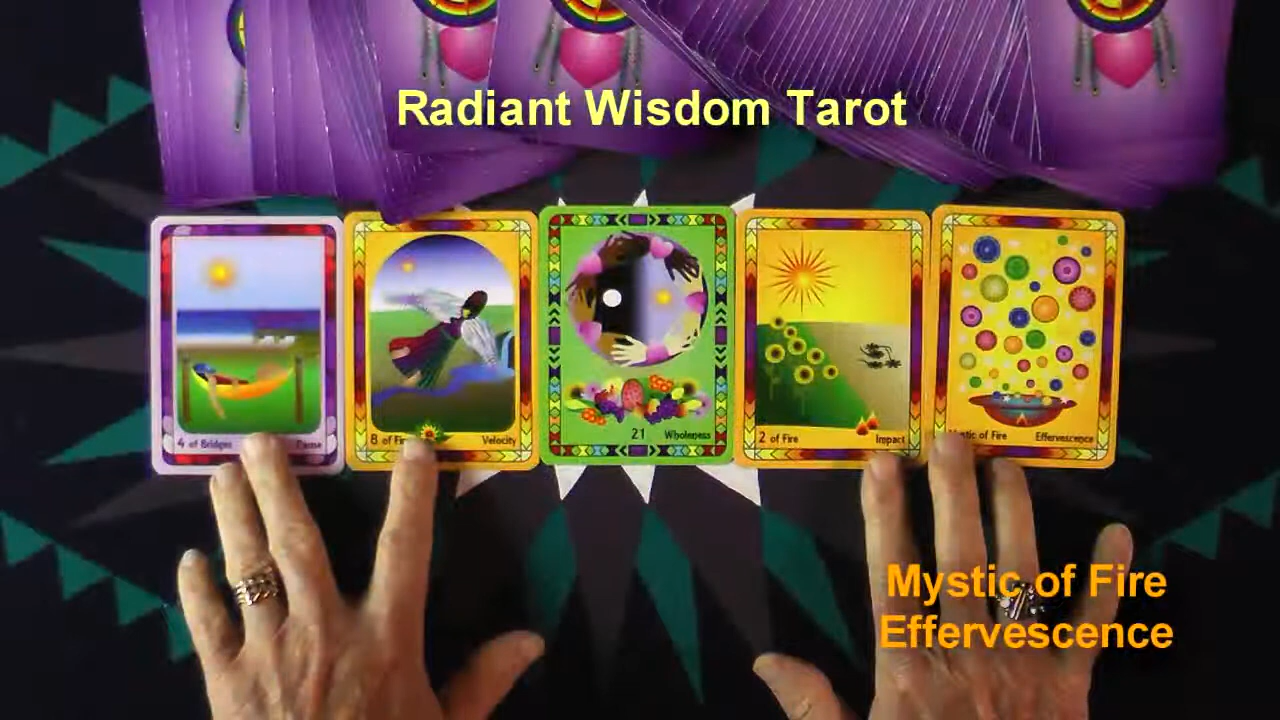 Radiant Wisdom Tarot
4 of Bridges
Pause
8 of Fire
Velocity
21 Wholeness
2 of Fire
Impact
Mystic of Fire
Effervescence
Mystic of Fire
Effervescence